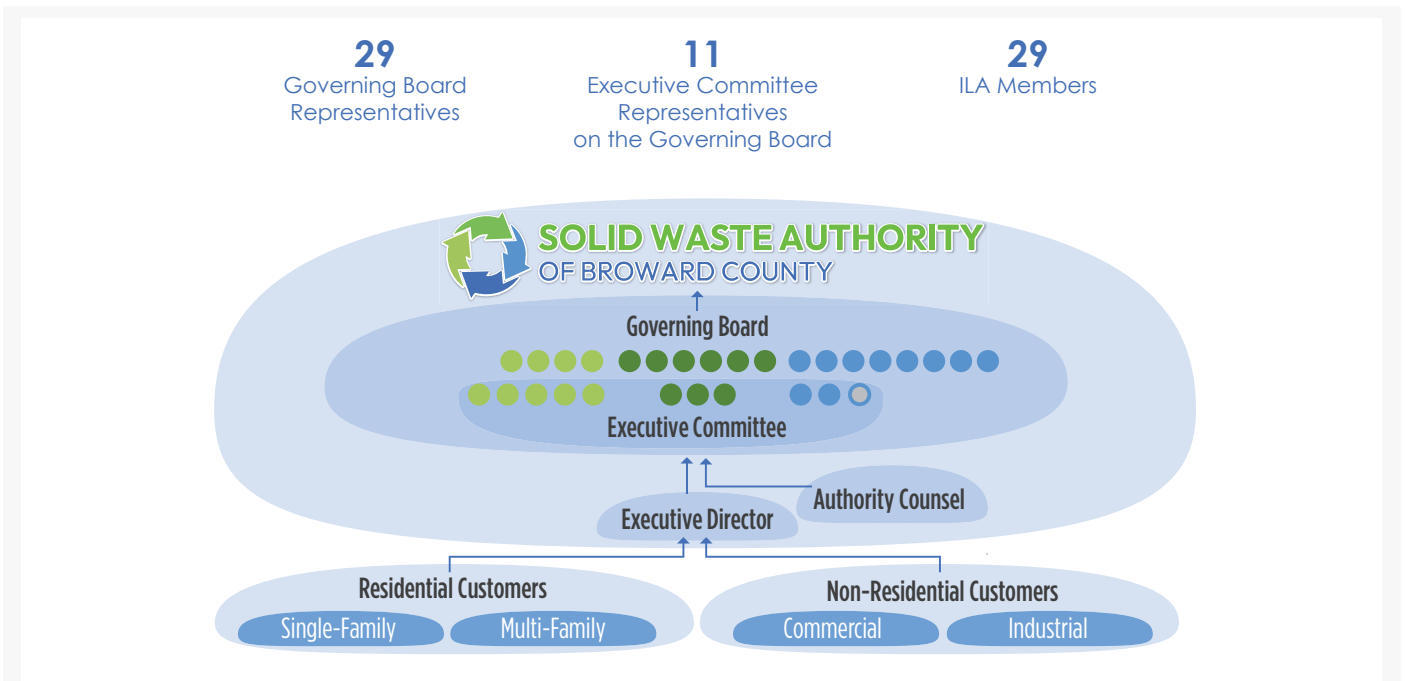 29
Governing Board
Representatives
11
Executive Committee
Representatives
on the Governing Board
29
ILA Members
SOLID WASTE AUTHORITY
OF BROWARD COUNTY
Governing Board
Executive Committee
Authority Counsel
Executive Director
Residential Customers
Single-Family
Multi-Family
Non-Residential Customers
Commercial
Industrial